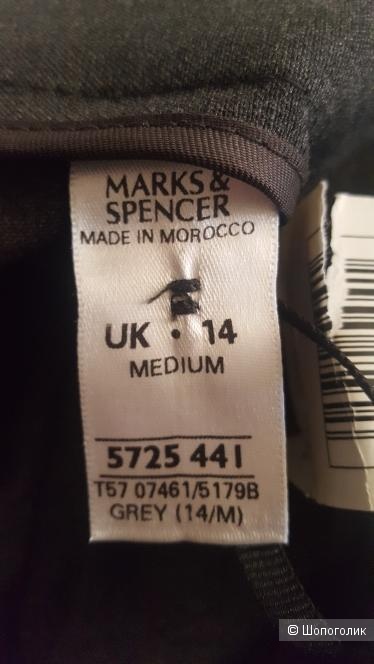 MARKS &
SPENCER
MADE IN MOROCCO
UK · 14
MEDIUM
5725 441
T57 07461/5179B
GREY (14/M)
© Шопоголик